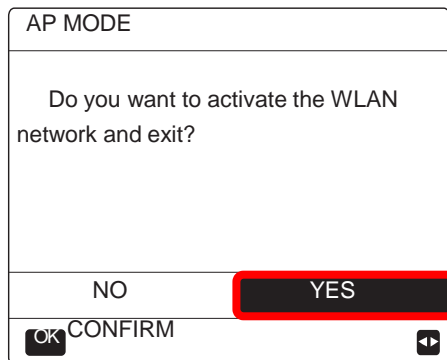 AP MODE
Do you want to activate the WLAN
network and exit?
NO YES
OK CONFIRM